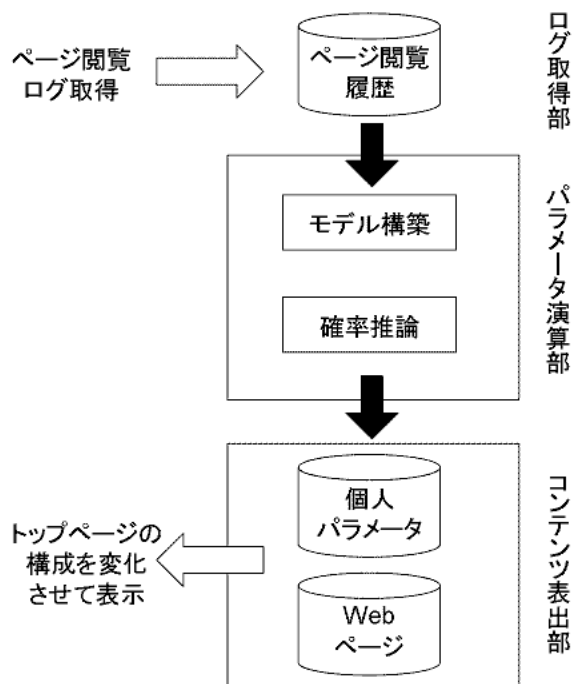 ページ閲覧
ログ取得
ページ閲覧
履歴
ログ取得部
モデル構築
確率推論
パラメータ演算部
個人
パラメータ
Web
ページ
コンテンツ表出部
トップページの
構成を変化
させて表示